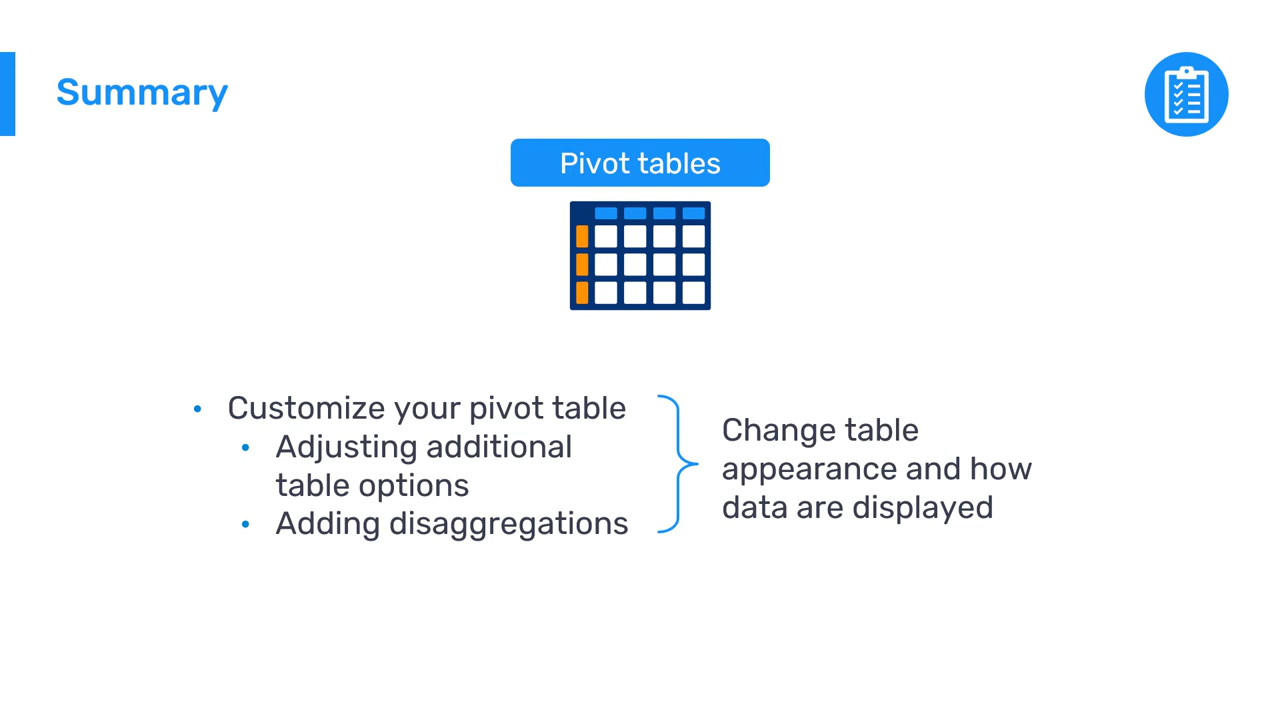 Summary
Pivot tables
• Customize your pivot table
• Adjusting additional
table options
• Adding disaggregations
Change table
appearance and how
data are displayed